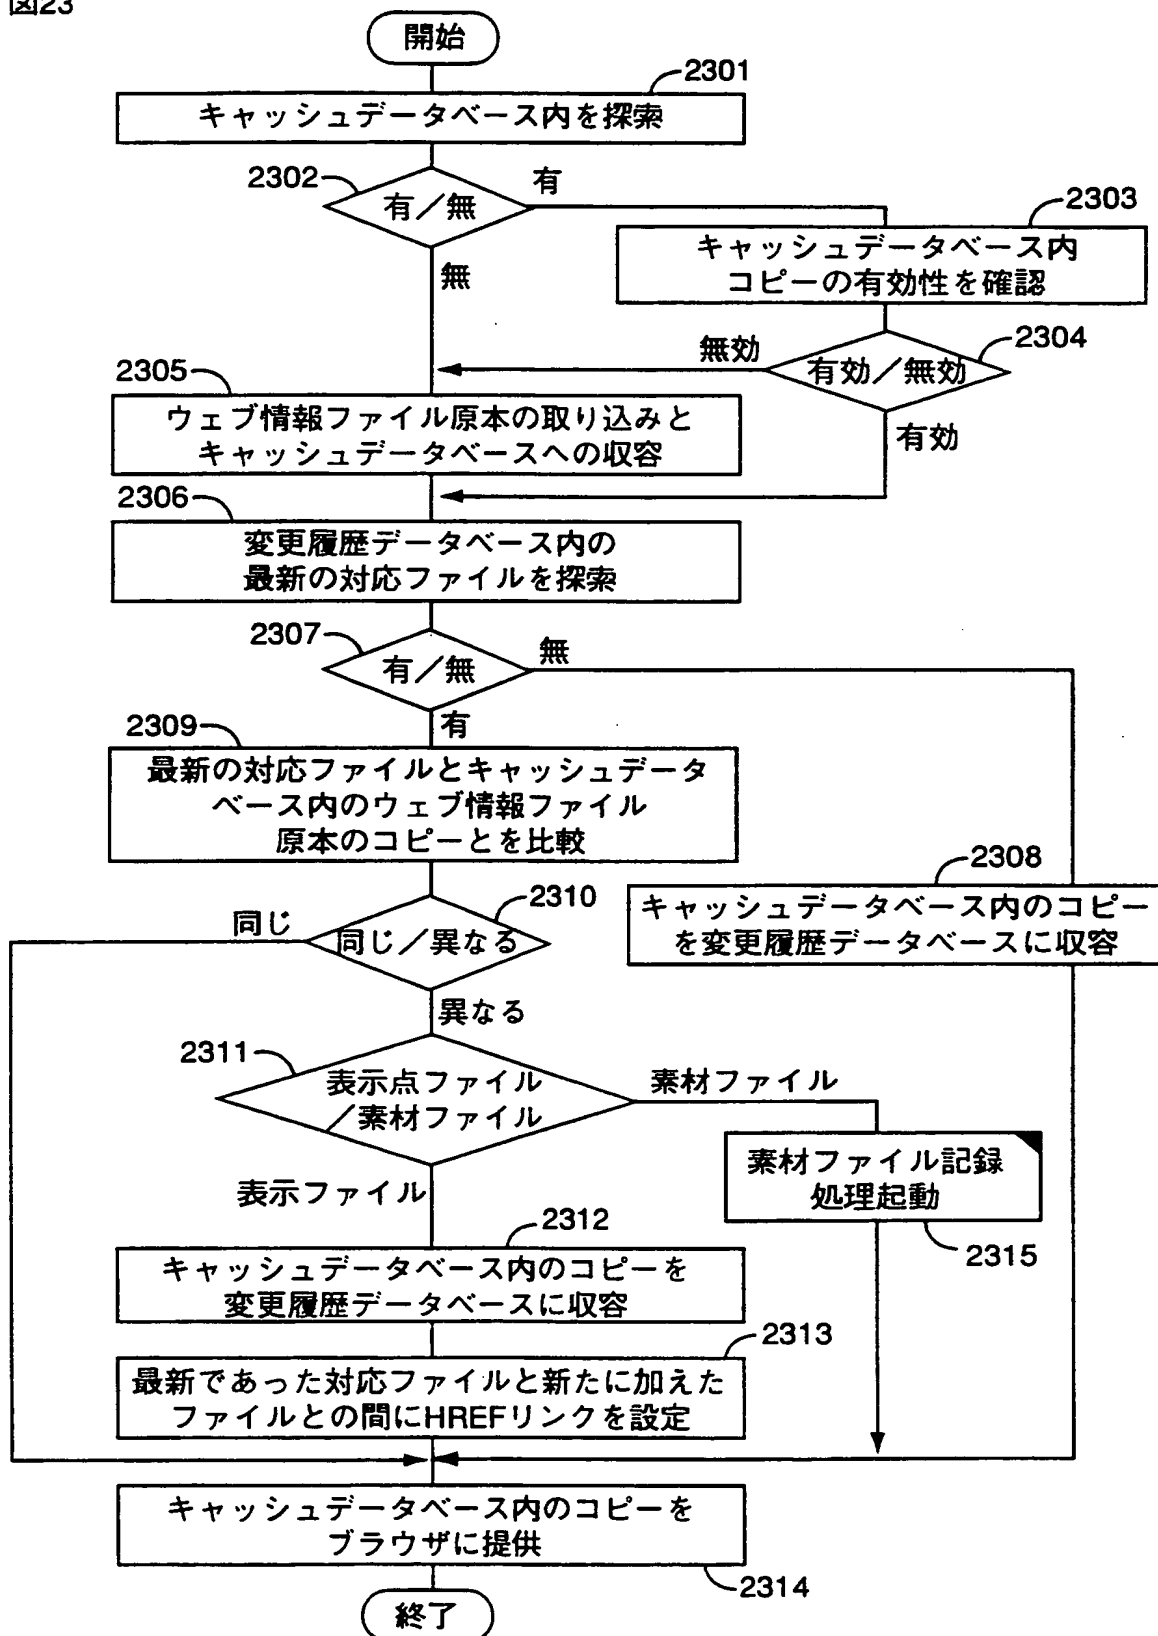 図23
開始
2301
キャッシュデータベース内を探索
2302
有／無
有
無
2303
キャッシュデータベース内
コピーの有効性を確認
2304
有効／無効
無効
有効
2305
ウェブ情報ファイル原本の取り込みと
キャッシュデータベースへの収容
2306
変更履歴データベース内の
最新の対応ファイルを探索
2307
有／無
無
有
2309
最新の対応ファイルとキャッシュデータ
ベース内のウェブ情報ファイル
原本のコピーとを比較
2308
キャッシュデータベース内のコピー
を変更履歴データベースに収容
2310
同じ
同じ／異なる
異なる
2311
表示点ファイル
／素材ファイル
素材ファイル
表示ファイル
素材ファイル記録
処理起動
2315
2312
キャッシュデータベース内のコピーを
変更履歴データベースに収容
2313
最新であった対応ファイルと新たに加えた
ファイルとの間にHREFリンクを設定
キャッシュデータベース内のコピーを
ブラウザに提供
2314
終了